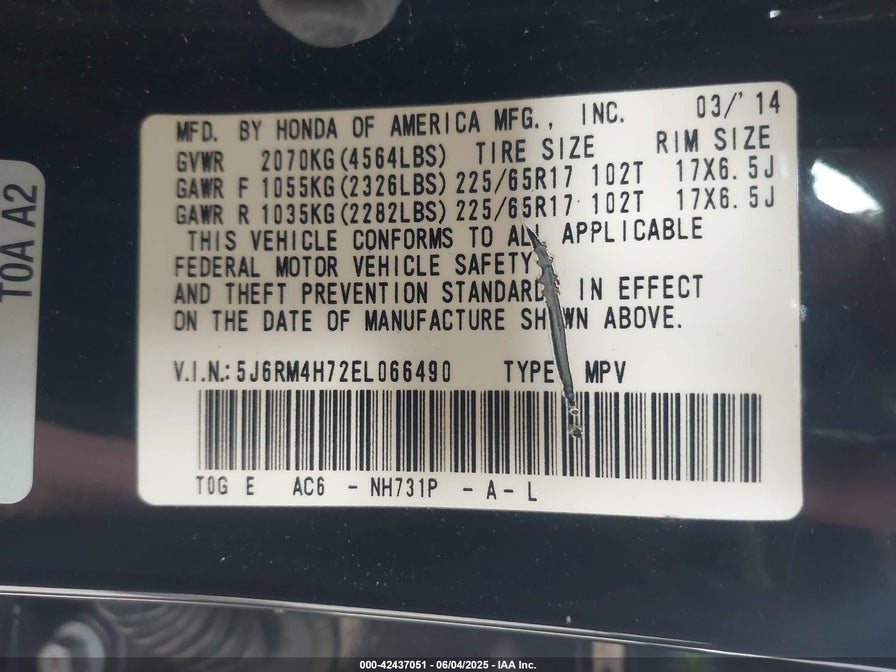 MFD. BY HONDA OF AMERICA MFG., INC. 03/'14
GVWR 2070KG(4564LBS) TIRE SIZE RIM SIZE
GAWR F 1055KG(2326LBS) 225/65R17 102T 17X6.5J
GAWR R 1035KG(2282LBS) 225/65R17 102T 17X6.5J
THIS VEHICLE CONFORMS TO ALL APPLICABLE
FEDERAL MOTOR VEHICLE SAFETY
AND THEFT PREVENTION STANDARD IN EFFECT
ON THE DATE OF MANUFACTURE SHOWN ABOVE.
V.I.N.: 5J6RM4H72EL066490 TYPE MPV
T0G E AC6 - NH731P - A - L
T0A A2
000-42437051 - 06/04/2025 - IAA Inc.